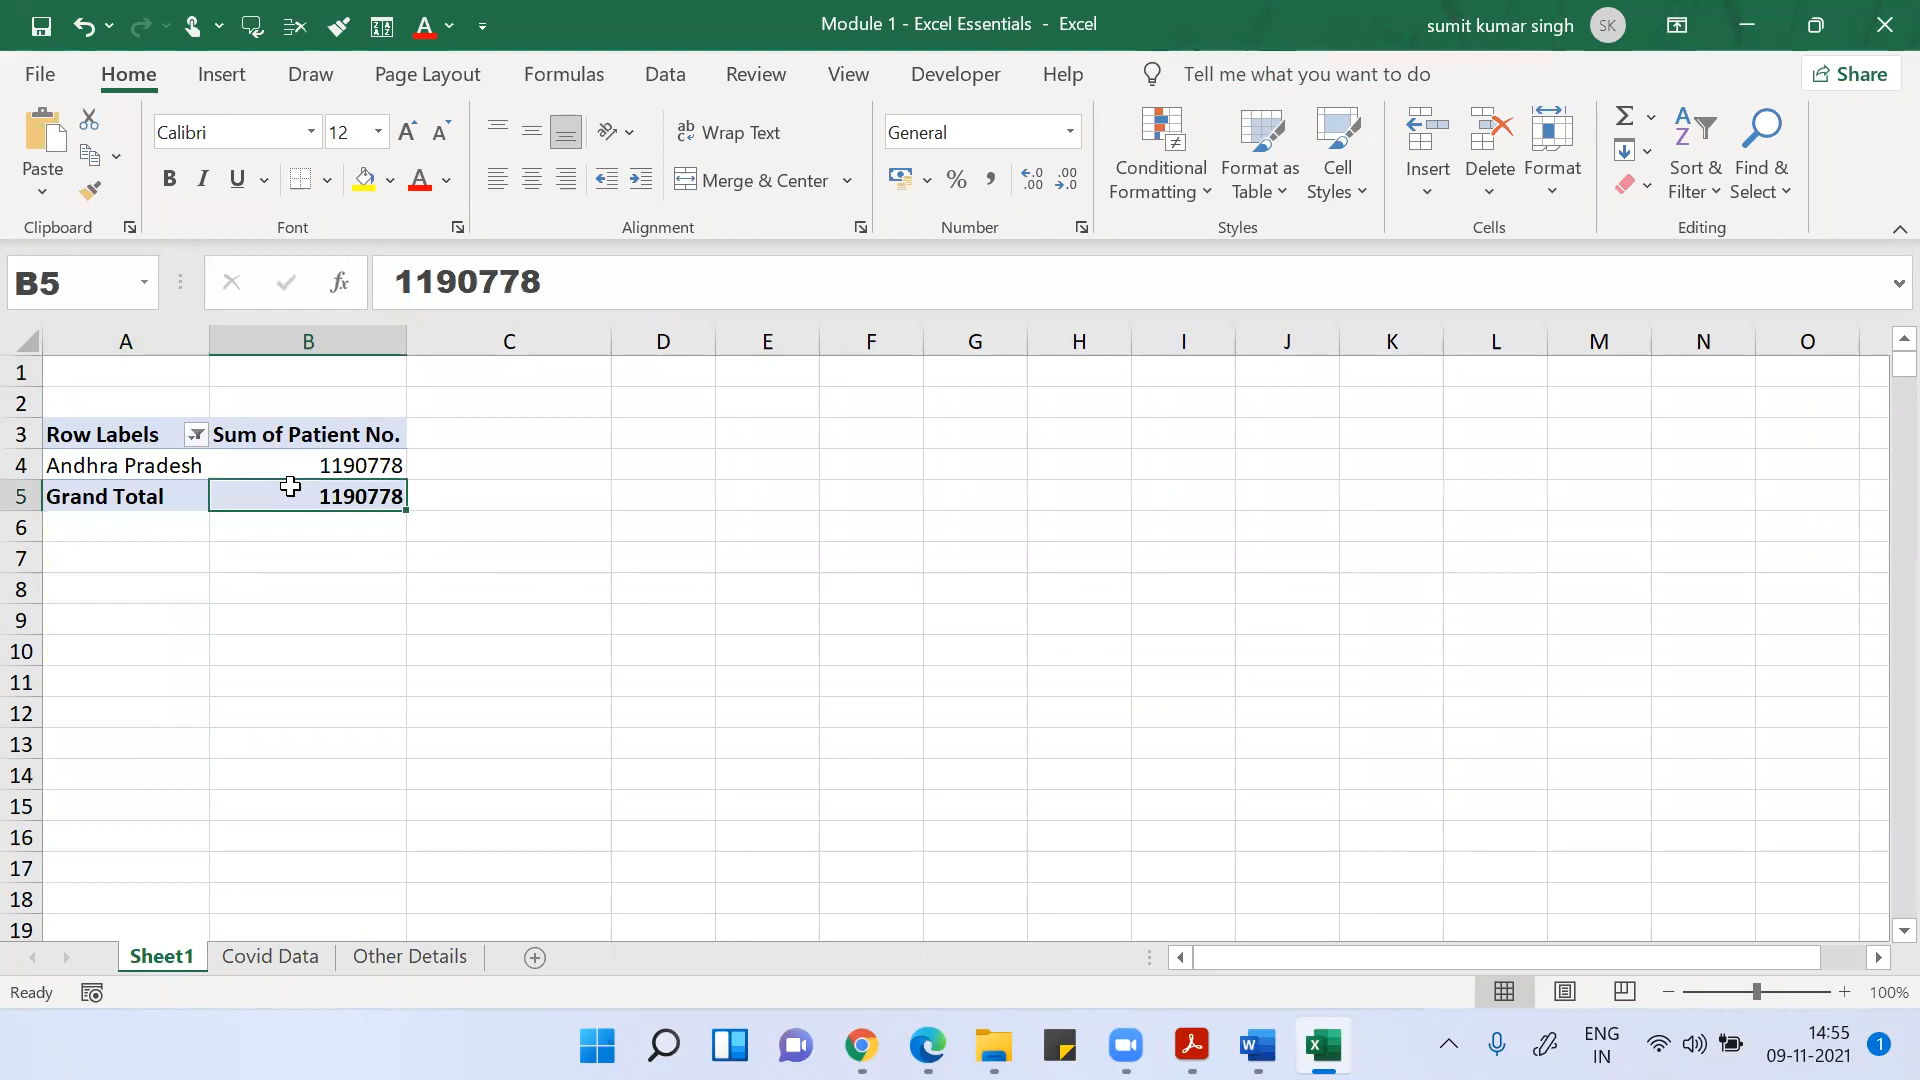 Module 1 - Excel Essentials - Excel
sumit kumar singh SK
File Home Insert Draw Page Layout Formulas Data Review View Developer Help Tell me what you want to do Share
Paste
Clipboard
Calibri 12
B I U
Font
Wrap Text
Merge & Center
Alignment
General
% ,
Number
Conditional Formatting
Format as Table
Cell Styles
Styles
Insert Delete Format
Cells
Sort & Filter
Find & Select
Editing
B5 fx 1190778
A B C D E F G H I J K L M N O
1
2
3 Row Labels Sum of Patient No.
4 Andhra Pradesh 1190778
5 Grand Total 1190778
6
7
8
9
10
11
12
13
14
15
16
17
18
19
Sheet1 Covid Data Other Details
Ready 100%
ENG
IN
14:55
09-11-2021
1